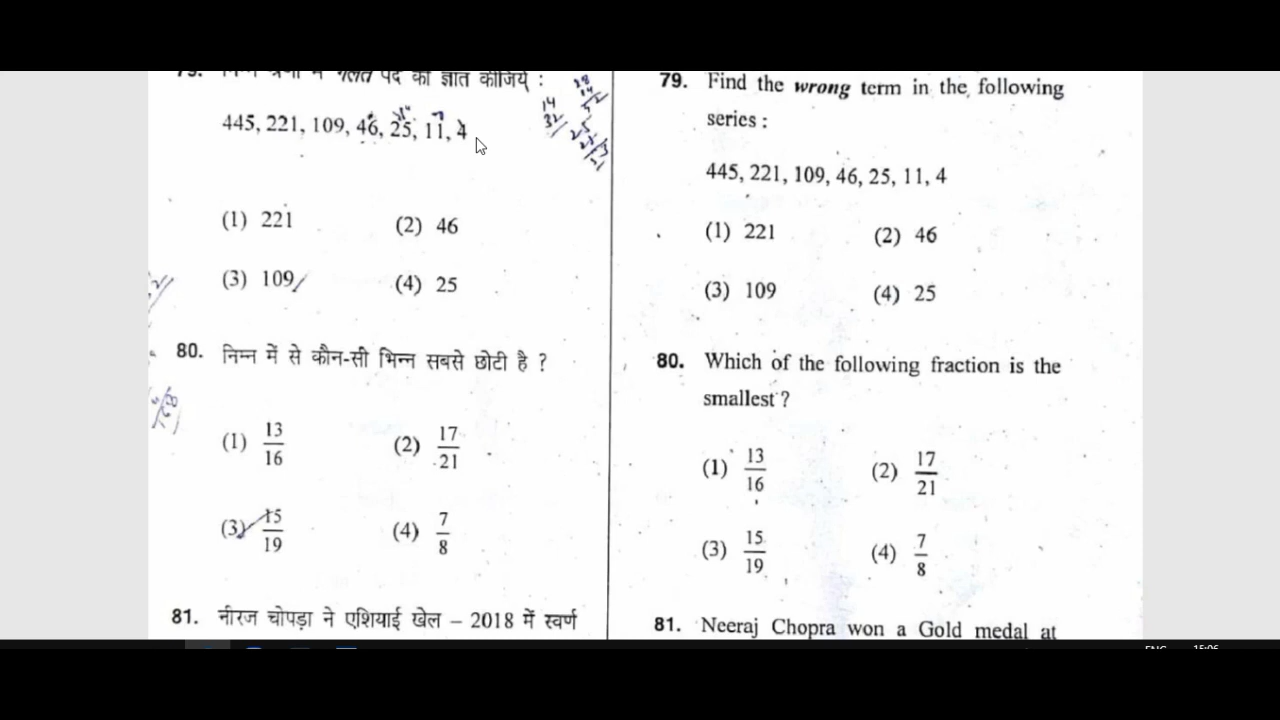 निम्न श्रेणी में गलत पद को ज्ञात कीजिये :
445, 221, 109, 46, 25, 11, 4
(1) 221 (2) 46
(3) 109 (4) 25
80. निम्न में से कौन-सी भिन्न सबसे छोटी है ?
(1) 13/16 (2) 17/21
(3) 15/19 (4) 7/8
81. नीरज चोपड़ा ने एशियाई खेल – 2018 में स्वर्ण
79. Find the wrong term in the following
series :
445, 221, 109, 46, 25, 11, 4
(1) 221 (2) 46
(3) 109 (4) 25
80. Which of the following fraction is the
smallest ?
(1) 13/16 (2) 17/21
(3) 15/19 (4) 7/8
81. Neeraj Chopra won a Gold medal at